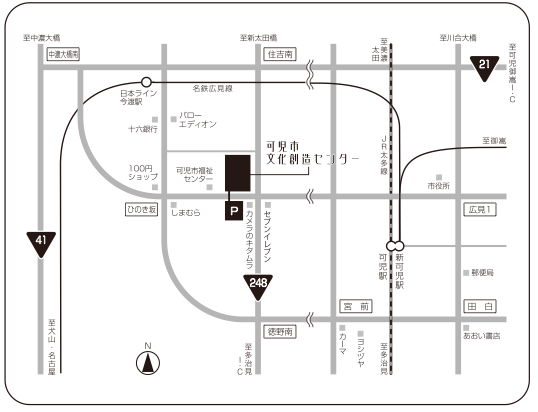 至中濃大橋
至新太田橋
至川合大橋
中濃大橋南
住吉南
至美濃太田
至可児御嵩I・C
21
日本ライン
今渡駅
名鉄広見線
十六銀行
バロー
エディオン
可児市
文化創造センター
JR太多線
至御嵩
100円
ショップ
可児市福祉
センター
市役所
ひのき坂
しまむら
P
カメラのキタムラ
セブンイレブン
広見1
41
248
可児駅
新可児駅
郵便局
宮前
田白
徳野南
カーマ
ヨシヅヤ
あおい書店
至犬山・名古屋
N
至多治見I・C
至多治見